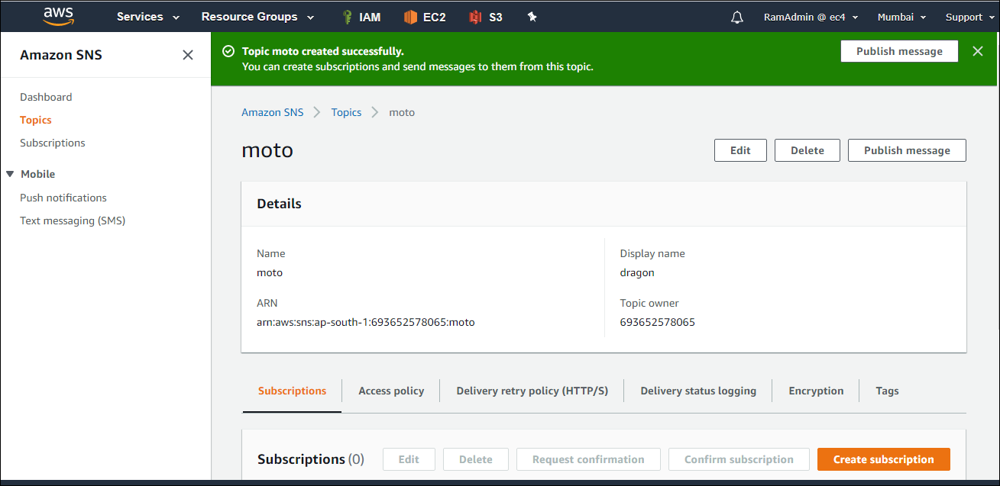 aws Services Resource Groups IAM EC2 S3 RamAdmin @ ec4 Mumbai Support
Amazon SNS
Dashboard
Topics
Subscriptions
Mobile
Push notifications
Text messaging (SMS)
Topic moto created successfully.
You can create subscriptions and send messages to them from this topic.
Publish message
Amazon SNS Topics moto
moto
Edit Delete Publish message
Details
Name
moto
ARN
arn:aws:sns:ap-south-1:693652578065:moto
Display name
dragon
Topic owner
693652578065
Subscriptions Access policy Delivery retry policy (HTTP/S) Delivery status logging Encryption Tags
Subscriptions (0) Edit Delete Request confirmation Confirm subscription Create subscription